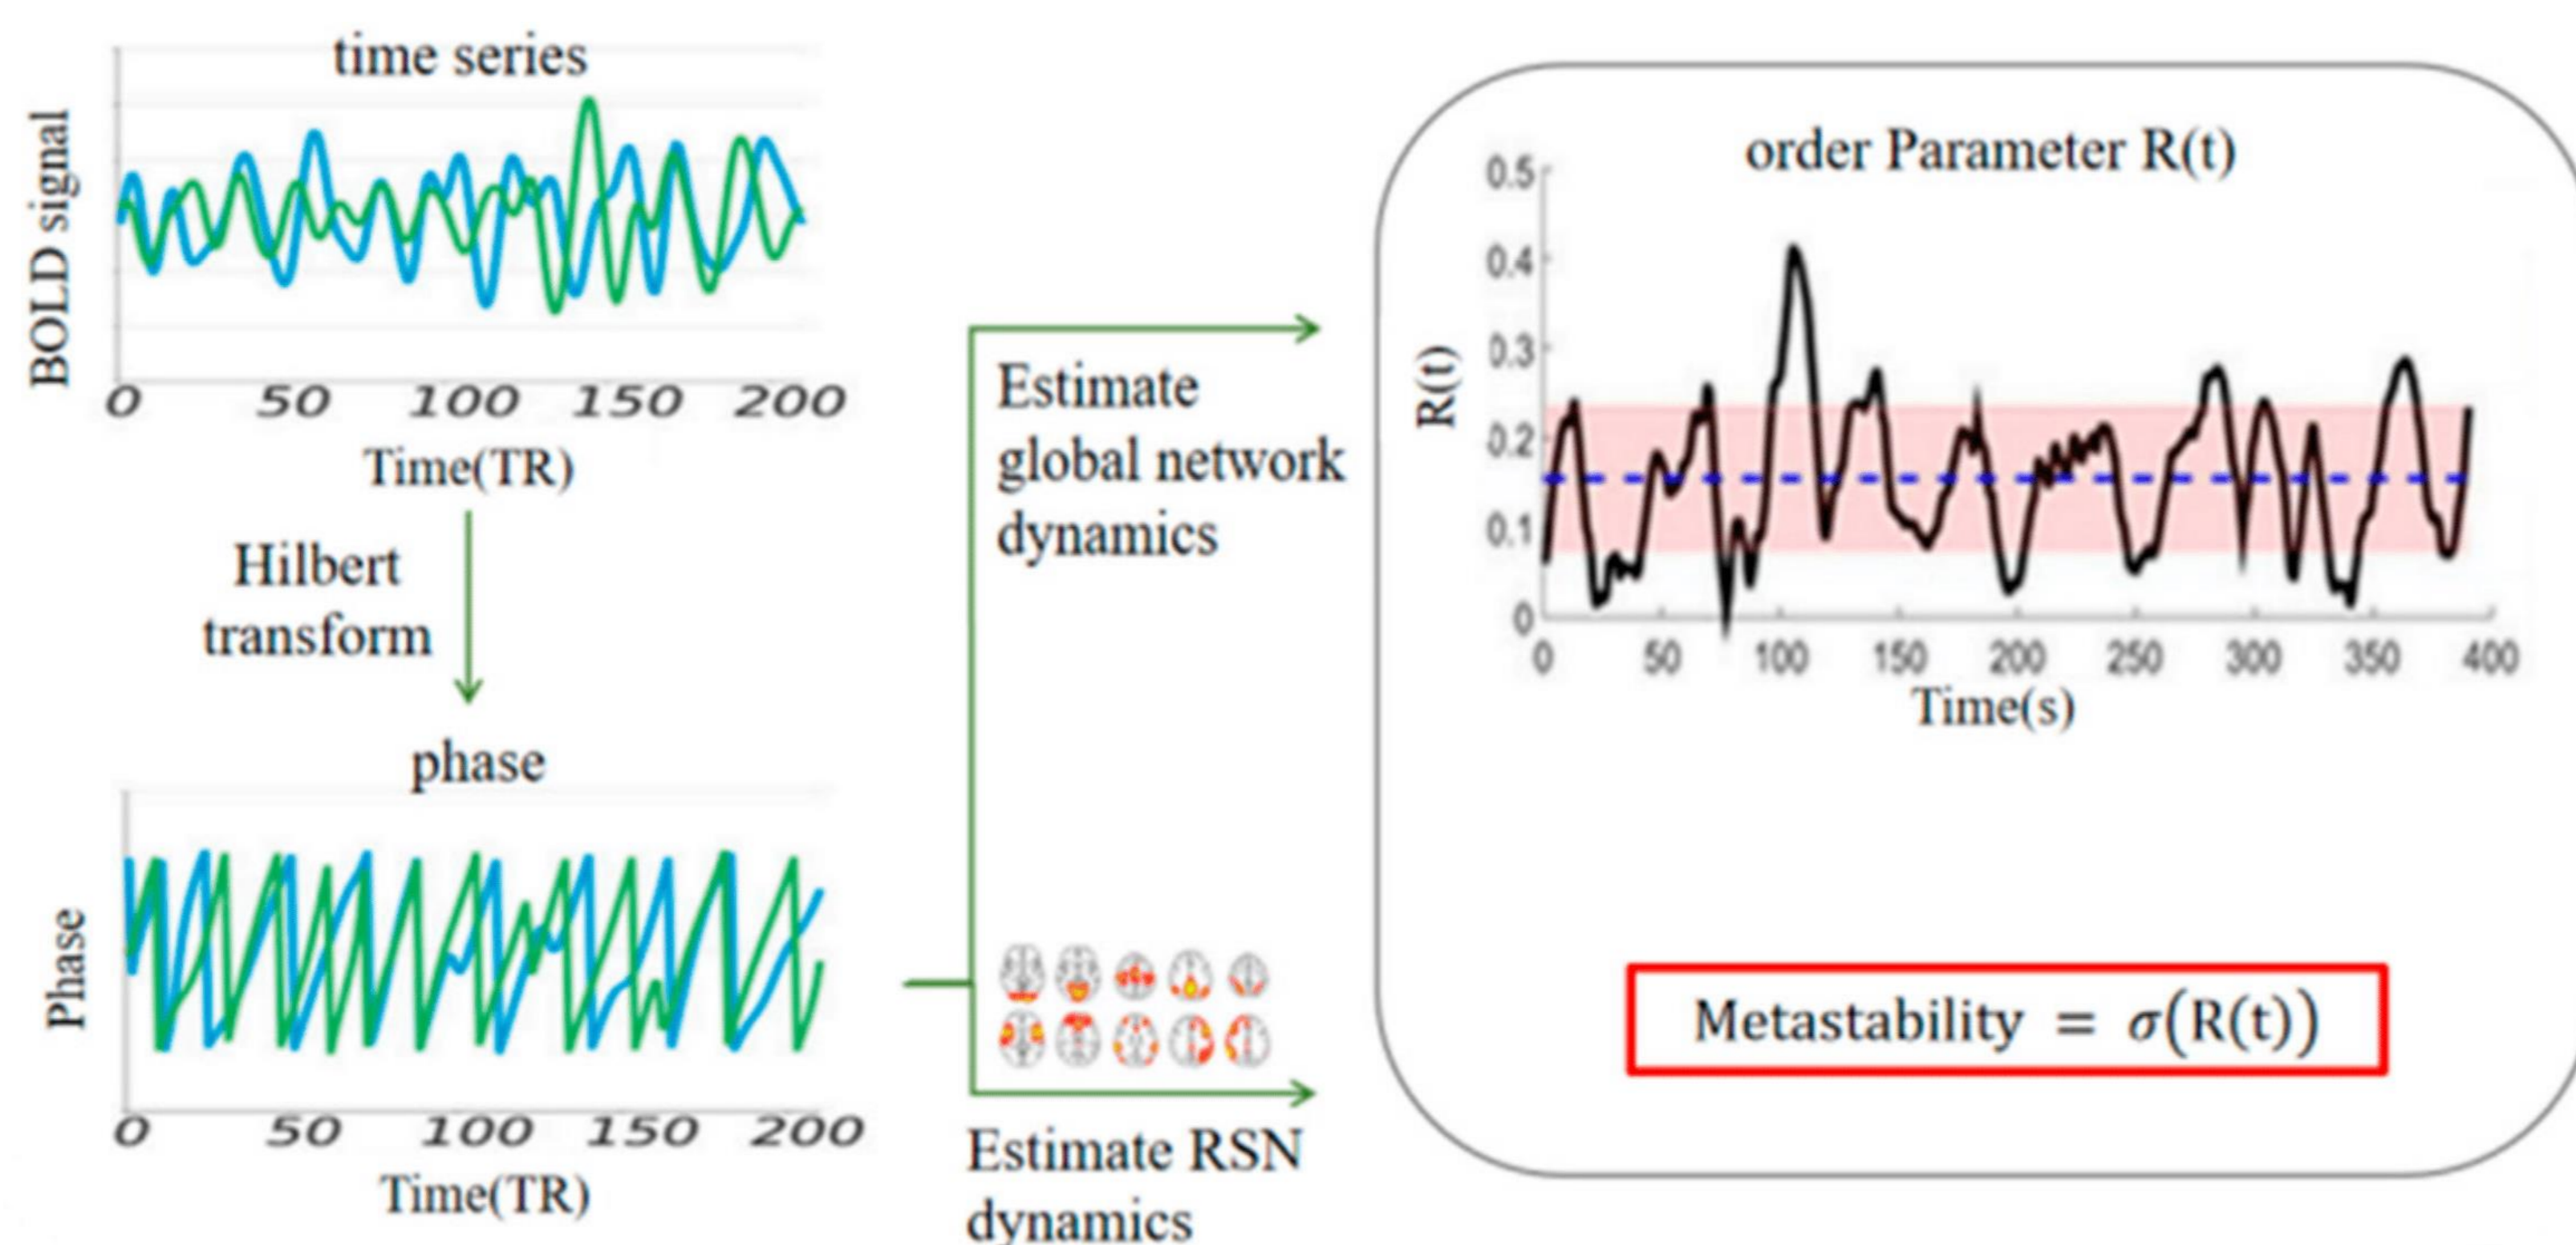 time series
BOLD signal
0 50 100 150 200
Time(TR)
Hilbert
transform
phase
Phase
0 50 100 150 200
Time(TR)
Estimate
global network
dynamics
Estimate RSN
dynamics
order Parameter R(t)
R(t)
0.5
0.4
0.3
0.2
0.1
0
0 50 100 150 200 250 300 350 400
Time(s)
Metastability = σ(R(t))